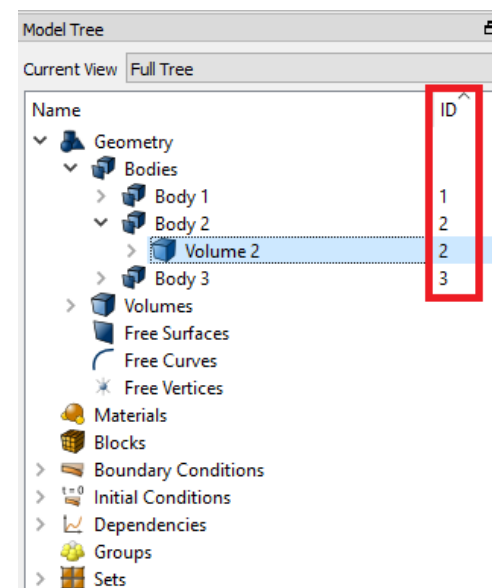 Model Tree
Current View Full Tree
Name ID
Geometry
Bodies
Body 1 1
Body 2 2
Volume 2 2
Body 3 3
Volumes
Free Surfaces
Free Curves
Free Vertices
Materials
Blocks
Boundary Conditions
t=0 Initial Conditions
Dependencies
Groups
Sets